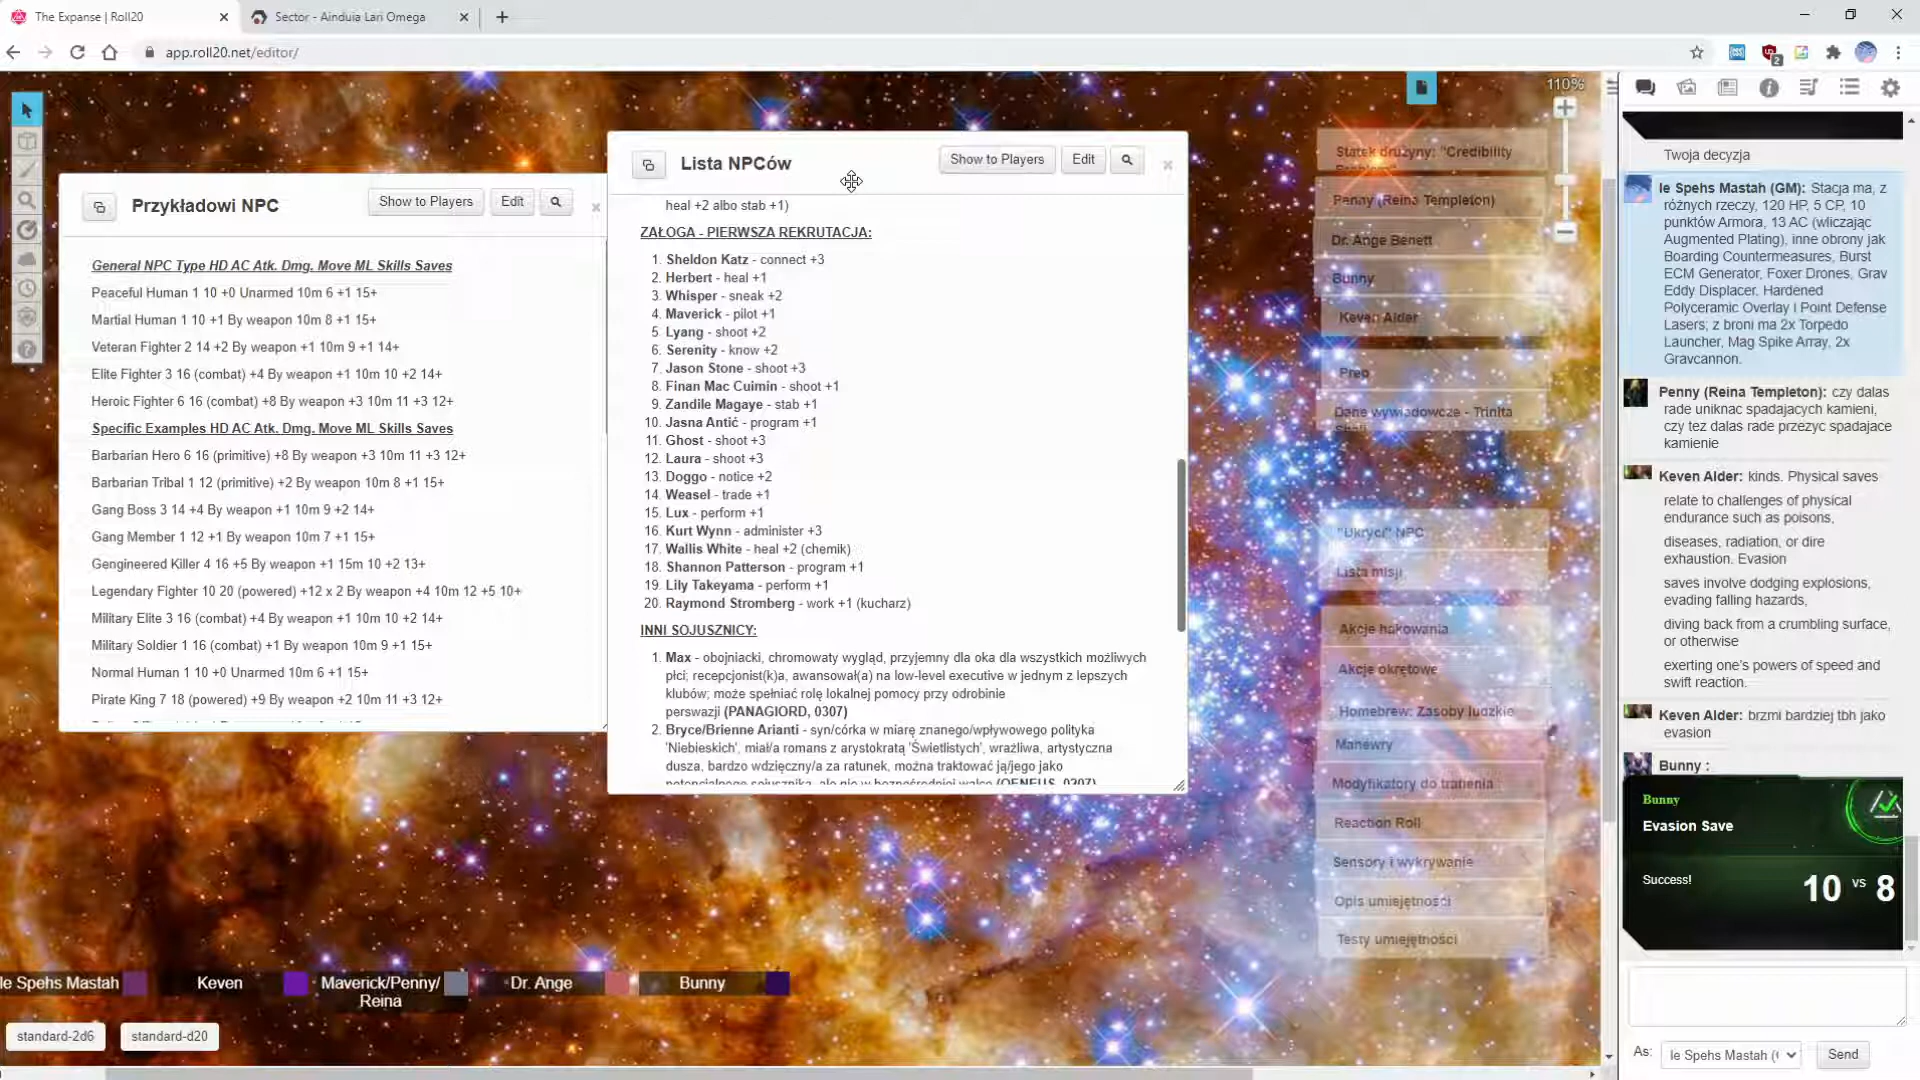 The Expanse | Roll20
Sector - Ainduia Lari Omega
app.roll20.net/editor/
110%
Przykładowi NPC
Show to Players
Edit
General NPC Type HD AC Atk. Dmg. Move ML Skills Saves
Peaceful Human 1 10 +0 Unarmed 10m 6 +1 15+
Martial Human 1 10 +1 By weapon 10m 8 +1 15+
Veteran Fighter 2 14 +2 By weapon +1 10m 9 +1 14+
Elite Fighter 3 16 (combat) +4 By weapon +1 10m 10 +2 14+
Heroic Fighter 6 16 (combat) +8 By weapon +3 10m 11 +3 12+
Specific Examples HD AC Atk. Dmg. Move ML Skills Saves
Barbarian Hero 6 16 (primitive) +8 By weapon +3 10m 11 +3 12+
Barbarian Tribal 1 12 (primitive) +2 By weapon 10m 8 +1 15+
Gang Boss 3 14 +4 By weapon +1 10m 9 +2 14+
Gang Member 1 12 +1 By weapon 10m 7 +1 15+
Gengineered Killer 4 16 +5 By weapon +1 15m 10 +2 13+
Legendary Fighter 10 20 (powered) +12 x 2 By weapon +4 10m 12 +5 10+
Military Elite 3 16 (combat) +4 By weapon +1 10m 10 +2 14+
Military Soldier 1 16 (combat) +1 By weapon 10m 9 +1 15+
Normal Human 1 10 +0 Unarmed 10m 6 +1 15+
Pirate King 7 18 (powered) +9 By weapon +2 10m 11 +3 12+
Lista NPCów
Show to Players
Edit
heal +2 albo stab +1)
ZAŁOGA - PIERWSZA REKRUTACJA:
1. Sheldon Katz - connect +3
2. Herbert - heal +1
3. Whisper - sneak +2
4. Maverick - pilot +1
5. Lyang - shoot +2
6. Serenity - know +2
7. Jason Stone - shoot +3
8. Finan Mac Cuimin - shoot +1
9. Zandile Magaye - stab +1
10. Jasna Antić - program +1
11. Ghost - shoot +3
12. Laura - shoot +3
13. Doggo - notice +2
14. Weasel - trade +1
15. Lux - perform +1
16. Kurt Wynn - administer +3
17. Wallis White - heal +2 (chemik)
18. Shannon Patterson - program +1
19. Lily Takeyama - perform +1
20. Raymond Stromberg - work +1 (kucharz)
INNI SOJUSZNICY:
1. Max - obojniacki, chromowaty wygląd, przyjemny dla oka dla wszystkich możliwych
płci; recepcjonist(k)a, awansował(a) na low-level executive w jednym z lepszych
klubów; może spełniać rolę lokalnej pomocy przy odrobinie
perswazji (PANAGIORD, 0307)
2. Bryce/Brienne Arianti - syn/córka w miarę znanego/wpływowego polityka
'Niebieskich', miał/a romans z arystokratą 'Świetlistych', wrażliwa, artystyczna
dusza, bardzo wdzięczny/a za ratunek, można traktować ją/jego jako
potencjalnego sojusznika, ale nie w bezpośredniej walce (OENEUS, 0207)
Statek drużyny: "Credibility
Problem"
Penny (Reina Templeton)
Dr. Ange Benett
Bunny
Keven Alder
Preo
Dane wywiadowcze - Trinita
"Ukryci" NPC
Lista misji
Akcje hakowania
Akcje okrętowe
Homebrew: Zasoby ludzkie
Manewry
Modyfikatory do trafienia
Reaction Roll
Sensory i wykrywanie
Opis umiejętności
Testy umiejętności
Twoja decyzja
le Spehs Mastah (GM): Stacja ma, z
różnych rzeczy, 120 HP, 5 CP, 10
punktów Armora, 13 AC (wliczając
Augmented Plating), inne obrony jak
Boarding Countermeasures, Burst
ECM Generator, Foxer Drones, Grav
Eddy Displacer, Hardened
Polyceramic Overlay i Point Defense
Lasers; z broni ma 2x Torpedo
Launcher, Mag Spike Array, 2x
Gravcannon.
Penny (Reina Templeton): czy dalas
rade uniknac spadajacych kamieni,
czy tez dalas rade przezyc spadajace
kamienie
Keven Alder: kinds. Physical saves
relate to challenges of physical
endurance such as poisons,
diseases, radiation, or dire
exhaustion. Evasion
saves involve dodging explosions,
evading falling hazards,
diving back from a crumbling surface,
or otherwise
exerting one's powers of speed and
swift reaction.
Keven Alder: brzmi bardziej tbh jako
evasion
Bunny :
Bunny
Evasion Save
Success!
10 vs 8
As: le Spehs Mastah (
Send
le Spehs Mastah
Keven
Maverick/Penny/
Reina
Dr. Ange
Bunny
standard-2d6
standard-d20